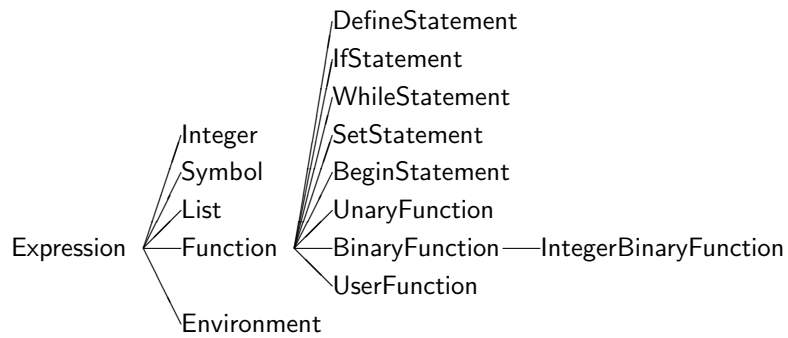 DefineStatement
IfStatement
WhileStatement
Integer SetStatement
Symbol BeginStatement
List UnaryFunction
Expression Function BinaryFunction IntegerBinaryFunction
UserFunction
Environment